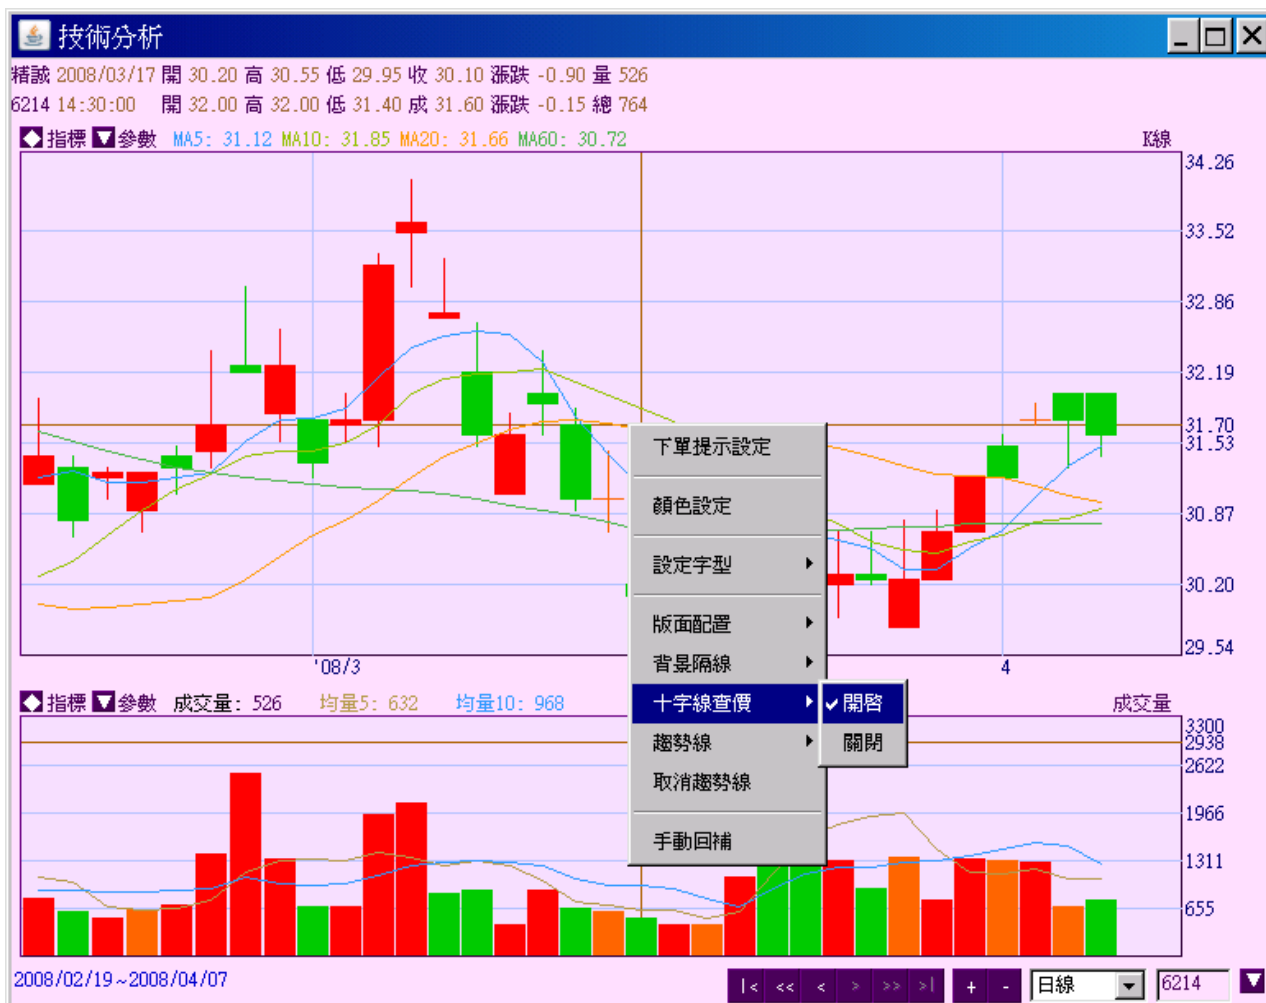 技術分析
精誠 2008/03/17 開 30.20 高 30.55 低 29.95 收 30.10 漲跌 -0.90 量 526
6214 14:30:00 開 32.00 高 32.00 低 31.40 成 31.60 漲跌 -0.15 總 764
指標 參數 MA5: 31.12 MA10: 31.85 MA20: 31.66 MA60: 30.72 K線
34.26
33.52
32.86
32.19
31.70
31.53
30.87
30.20
29.54
'08/3 4
下單提示設定
顏色設定
設定字型
版面配置
背景隔線
十字線查價
開啓
關閉
趨勢線
取消趨勢線
手動回補
指標 參數 成交量: 526 均量5: 632 均量10: 968 成交量
3300
2938
2622
1966
1311
655
2008/02/19~2008/04/07
|< << < > >> >| + - 日線 6214